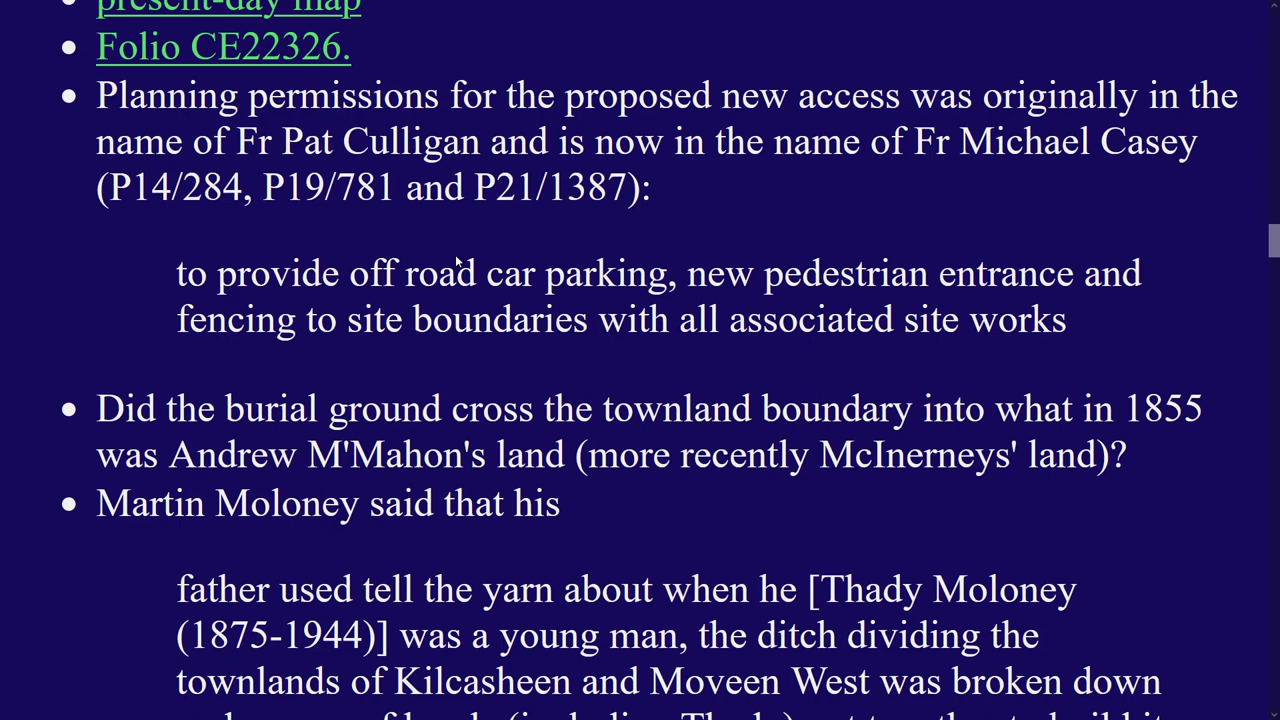 present-day map
Folio CE22326.
Planning permissions for the proposed new access was originally in the
name of Fr Pat Culligan and is now in the name of Fr Michael Casey
(P14/284, P19/781 and P21/1387):
to provide off road car parking, new pedestrian entrance and
fencing to site boundaries with all associated site works
Did the burial ground cross the townland boundary into what in 1855
was Andrew M'Mahon's land (more recently McInerneys' land)?
Martin Moloney said that his
father used tell the yarn about when he [Thady Moloney
(1875-1944)] was a young man, the ditch dividing the
townlands of Kilcasheen and Moveen West was broken down